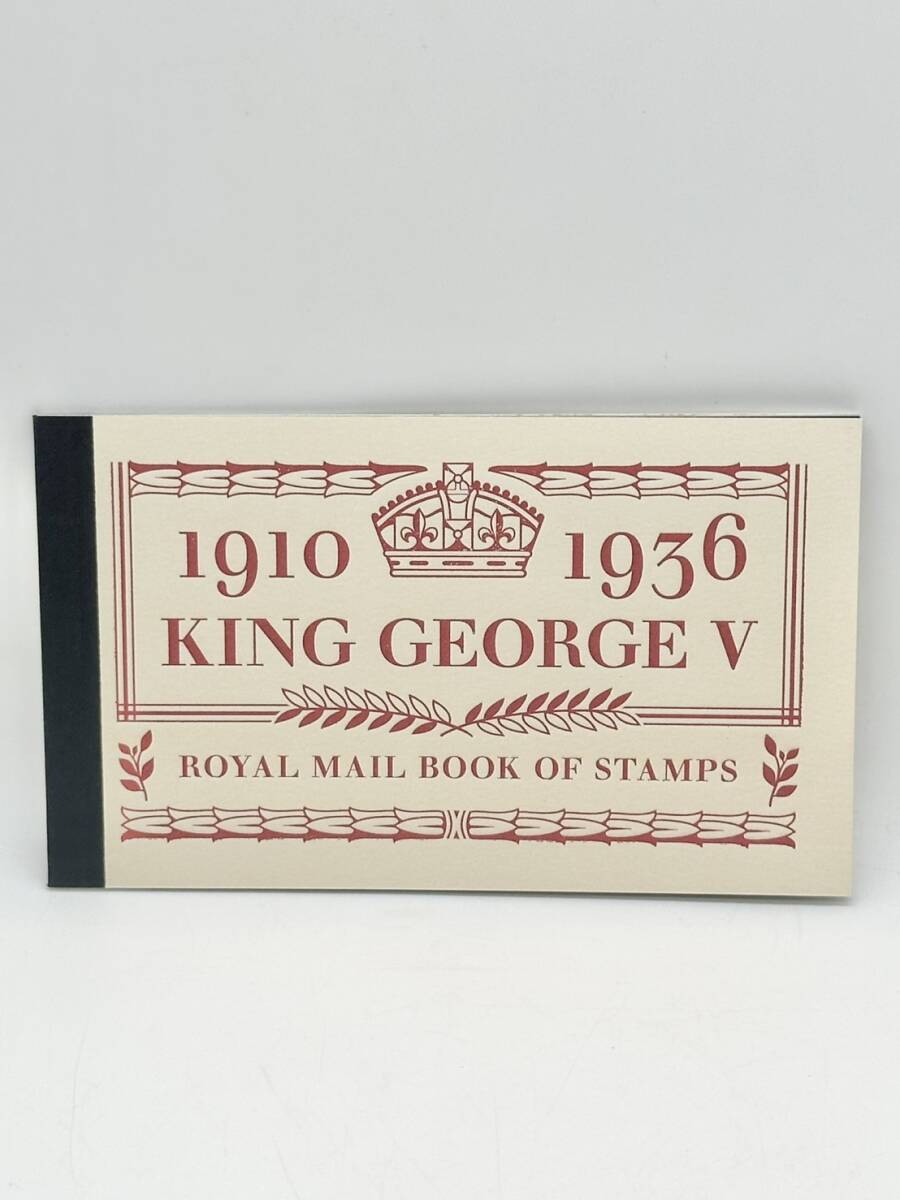 1910 1936
KING GEORGE V
ROYAL MAIL BOOK OF STAMPS